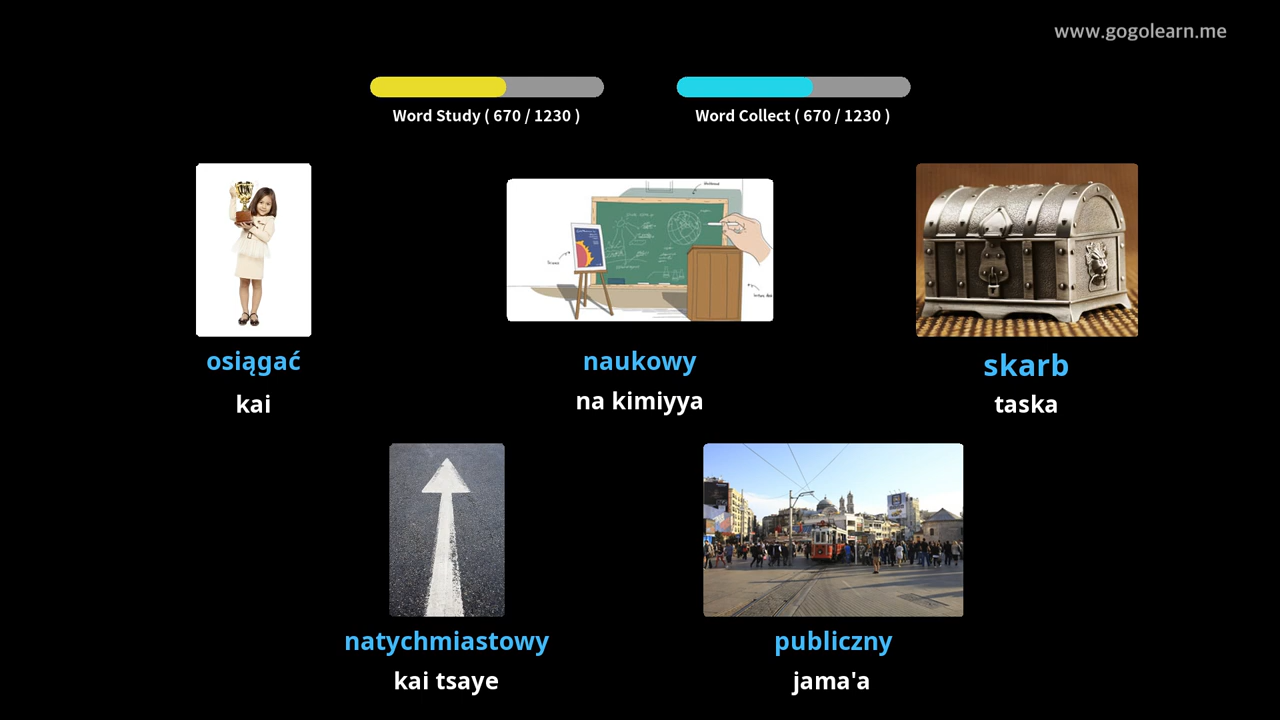 www.gogolearn.me
Word Study ( 670 / 1230 )
Word Collect ( 670 / 1230 )
osiągać
naukowy
skarb
kai
na kimiyya
taska
natychmiastowy
publiczny
kai tsaye
jama'a